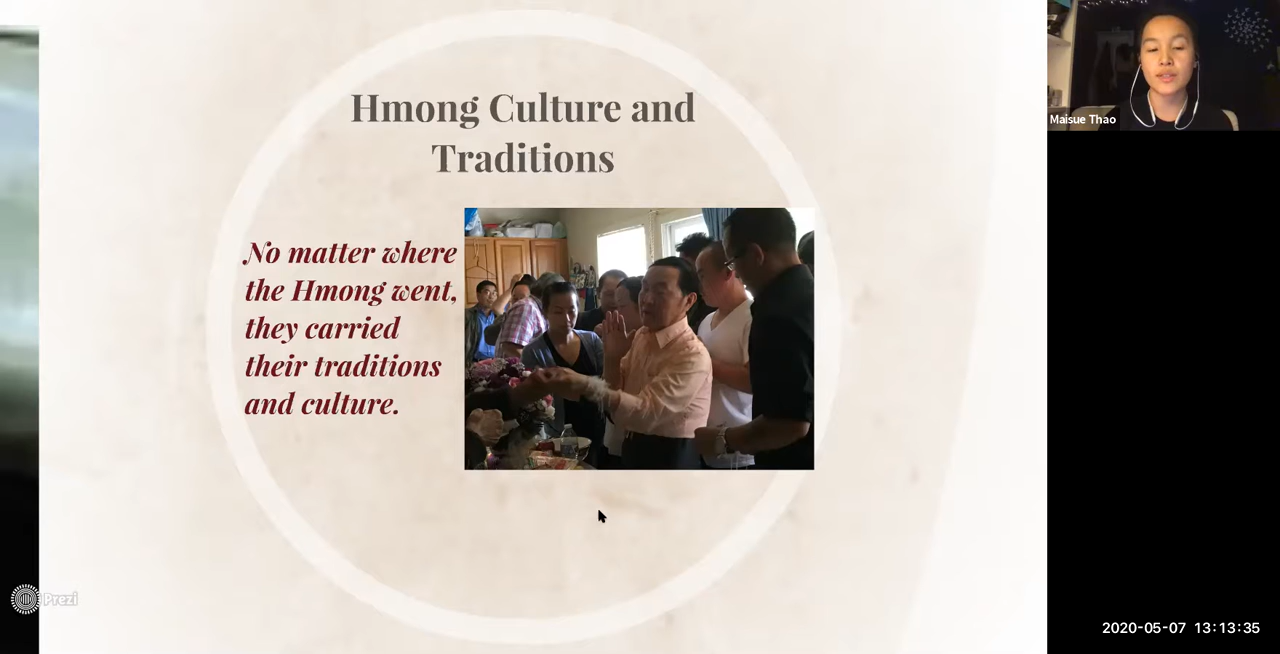 Hmong Culture and
Traditions
No matter where
the Hmong went,
they carried
their traditions
and culture.
Maisue Thao
Prezi
2020-05-07 13:13:35